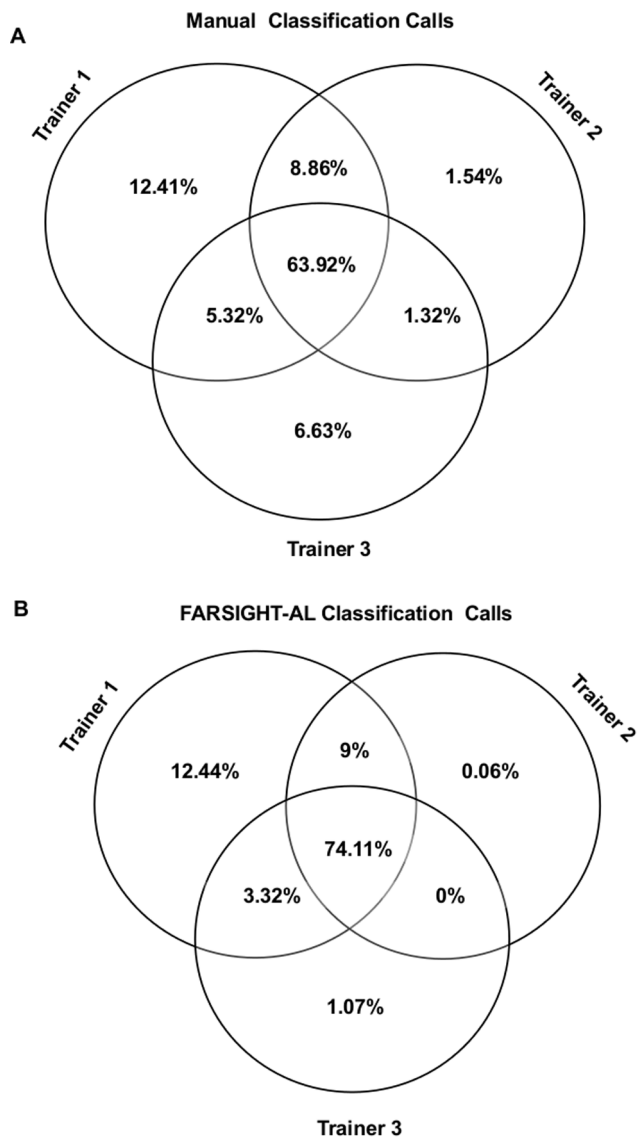 Manual Classification Calls
A
Trainer 1
Trainer 2
8.86%
12.41%
1.54%
63.92%
5.32%
1.32%
6.63%
Trainer 3
B
FARSIGHT-AL Classification Calls
Trainer 1
Trainer 2
9%
12.44%
0.06%
74.11%
3.32%
0%
1.07%
Trainer 3